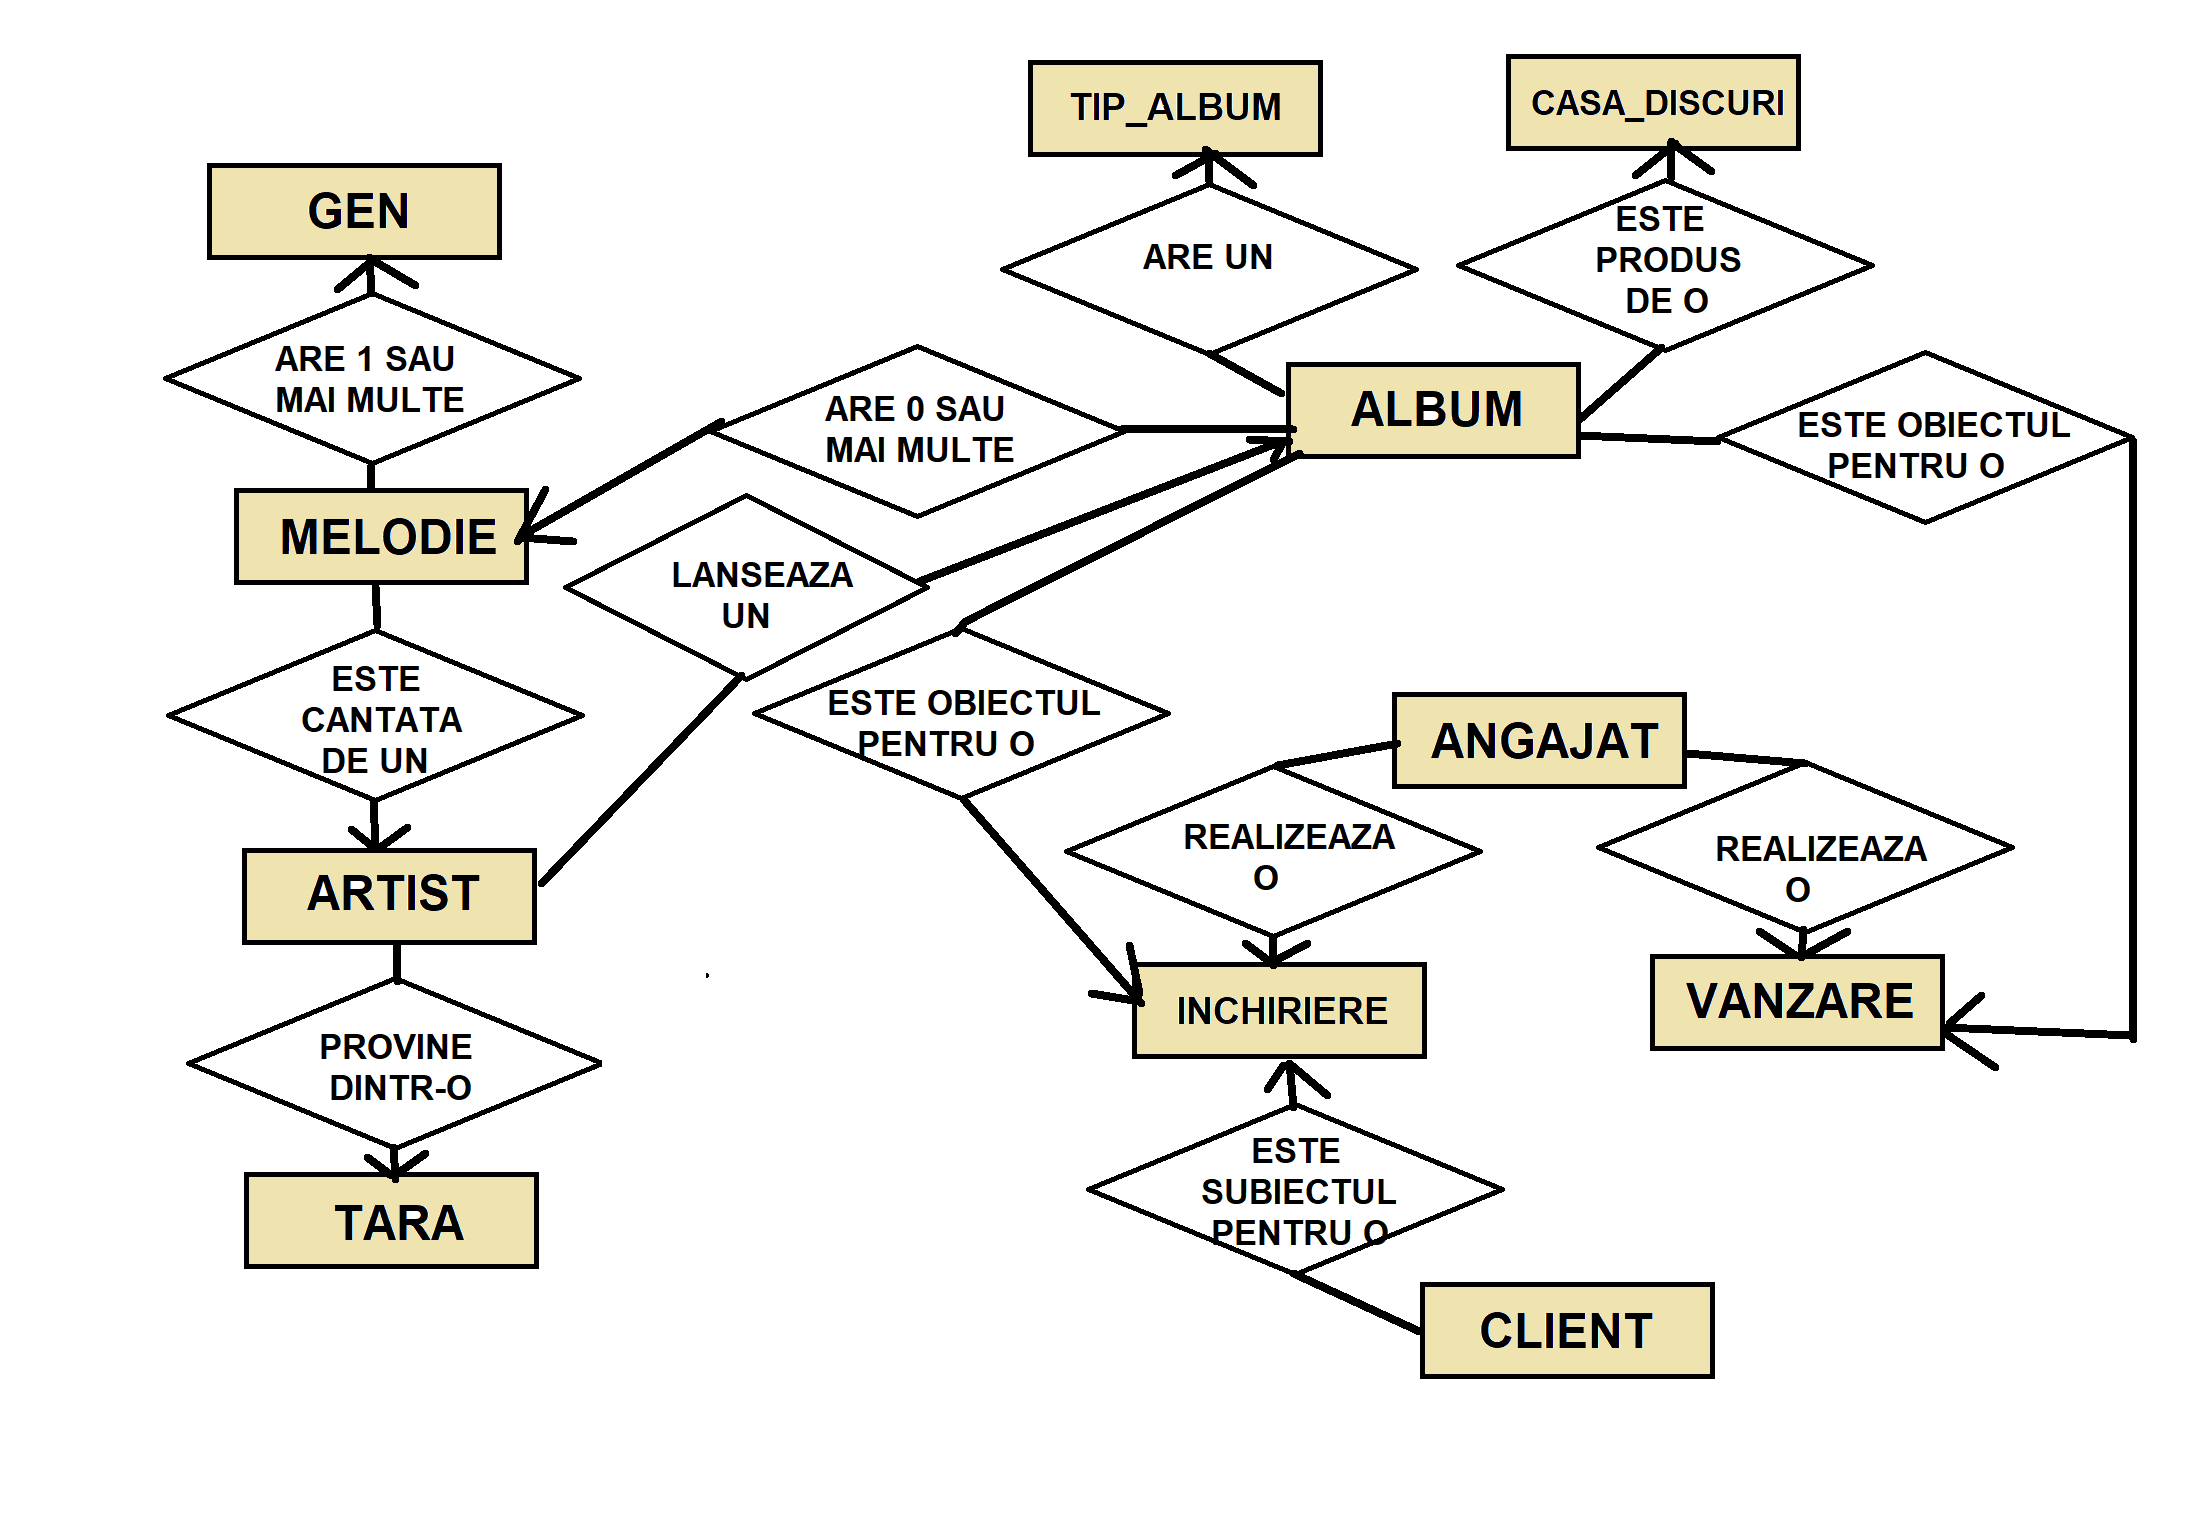 TIP_ALBUM
CASA_DISCURI
GEN
ARE UN
ESTE
PRODUS
DE O
ARE 1 SAU
MAI MULTE
ARE 0 SAU
MAI MULTE
ALBUM
ESTE OBIECTUL
PENTRU O
MELODIE
LANSEAZA
UN
ESTE
CANTATA
DE UN
ESTE OBIECTUL
PENTRU O
ANGAJAT
REALIZEAZA
O
REALIZEAZA
O
ARTIST
INCHIRIERE
VANZARE
PROVINE
DINTR-O
ESTE
SUBIECTUL
PENTRU O
TARA
CLIENT